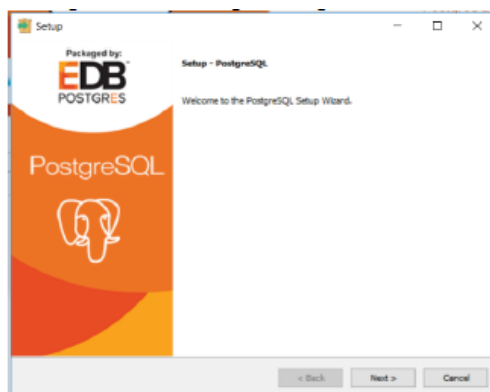 Setup
Packaged by:
EDB
POSTGRES
Setup - PostgreSQL
Welcome to the PostgreSQL Setup Wizard.
PostgreSQL
< Back
Next >
Cancel